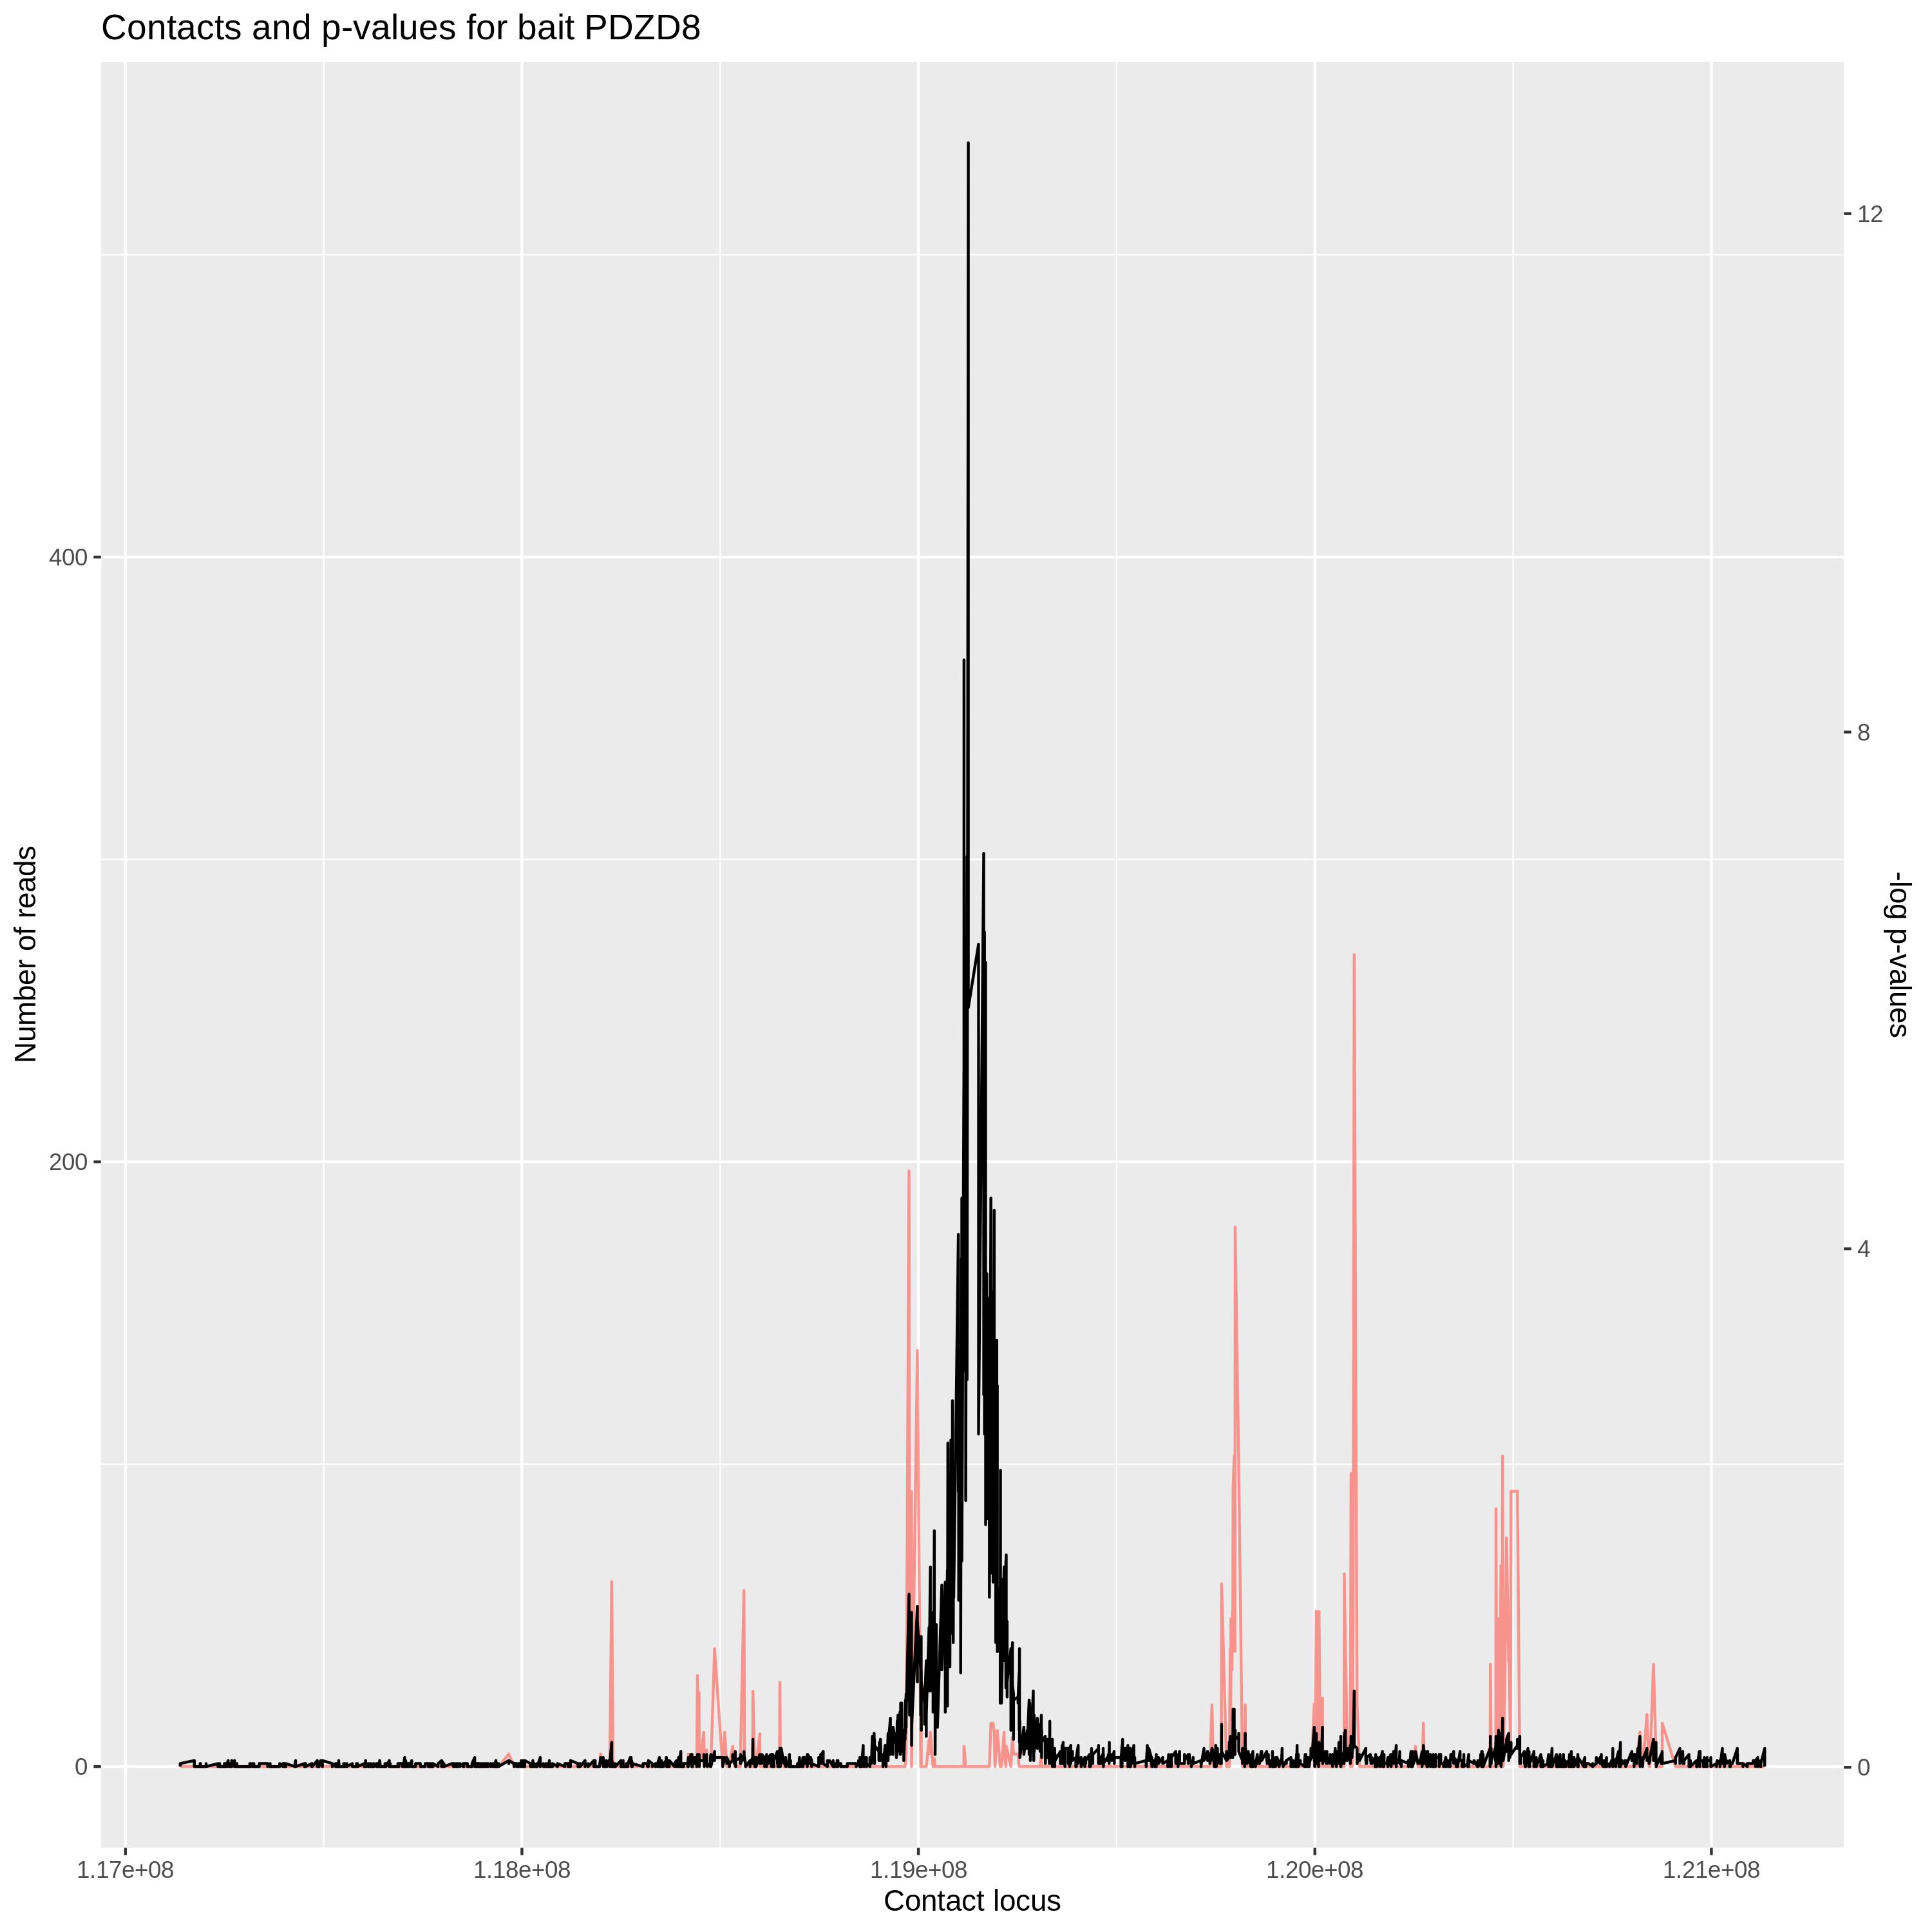 Contacts and p-values for bait PDZD8
12
400
8
Number of reads
-log p-values
200
4
0
0
1.17e+08 1.18e+08 1.19e+08 1.20e+08 1.21e+08
Contact locus